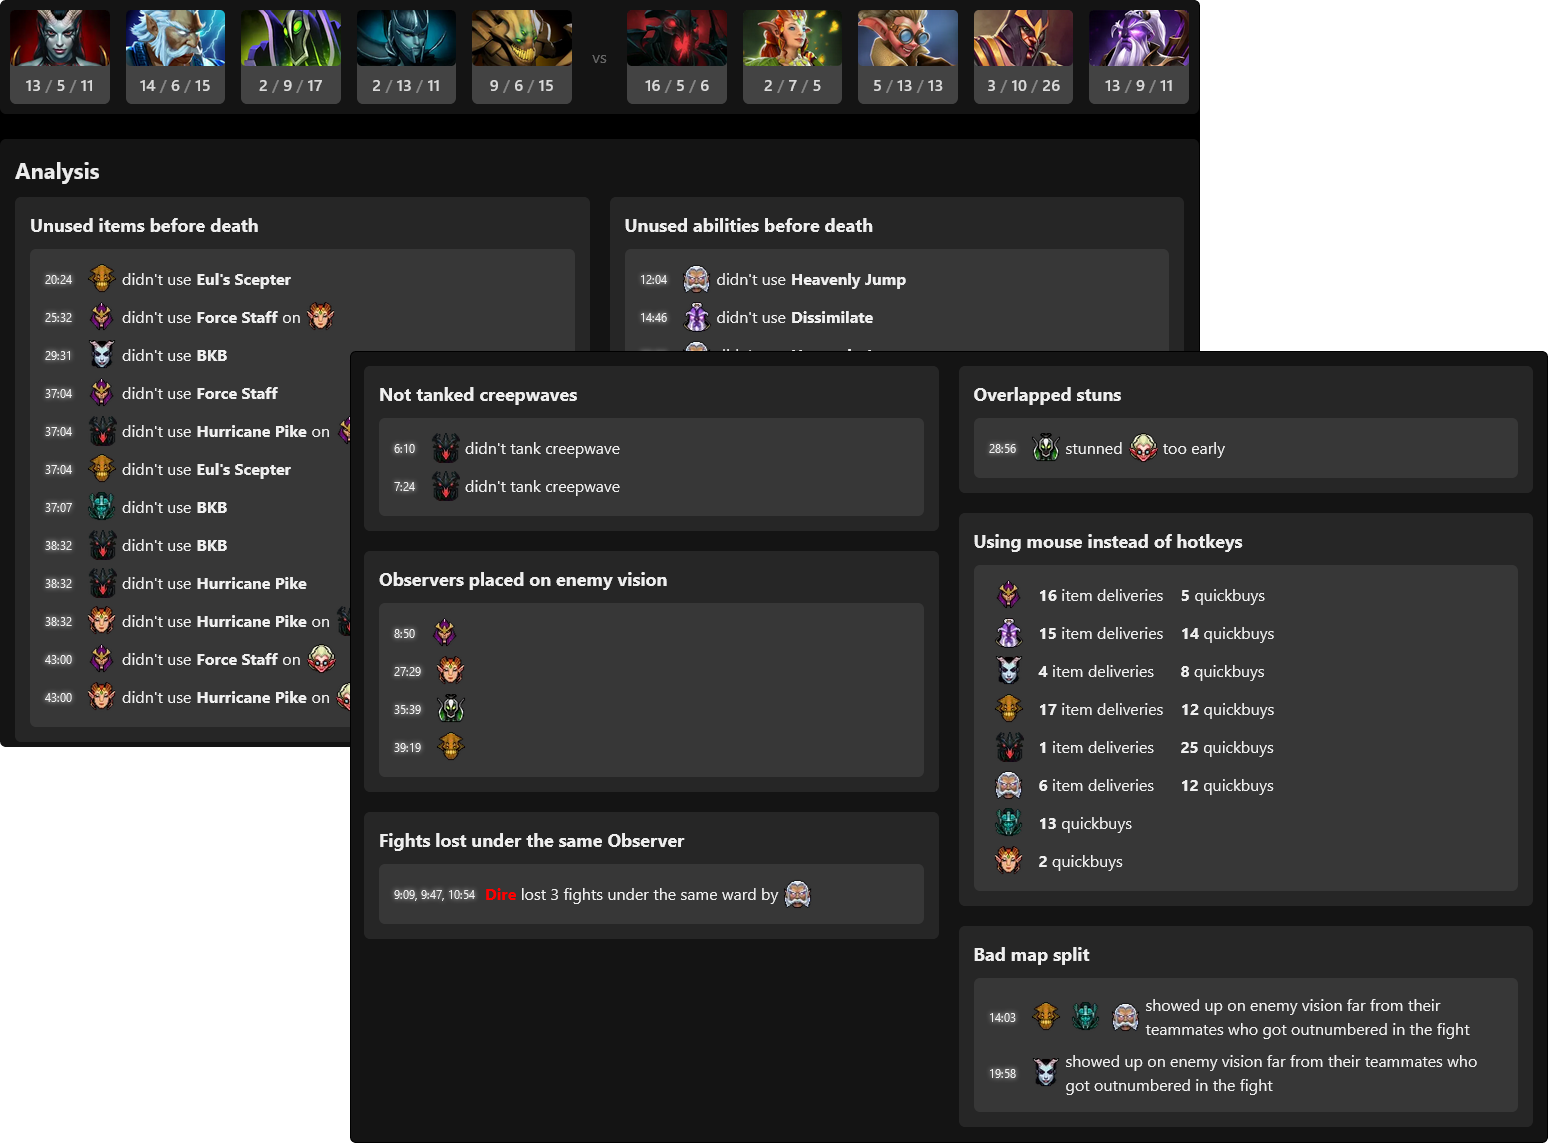 13 / 5 / 11
14 / 6 / 15
2 / 9 / 17
2 / 13 / 11
9 / 6 / 15
vs
16 / 5 / 6
2 / 7 / 5
5 / 13 / 13
3 / 10 / 26
13 / 9 / 11
Analysis
Unused items before death
20:24 didn't use Eul's Scepter
25:32 didn't use Force Staff on
29:31 didn't use BKB
37:04 didn't use Force Staff
37:04 didn't use Hurricane Pike on
37:04 didn't use Eul's Scepter
37:07 didn't use BKB
38:32 didn't use BKB
38:32 didn't use Hurricane Pike
38:32 didn't use Hurricane Pike on
43:00 didn't use Force Staff on
43:00 didn't use Hurricane Pike on
Unused abilities before death
12:04 didn't use Heavenly Jump
14:46 didn't use Dissimilate
Not tanked creepwaves
6:10 didn't tank creepwave
7:24 didn't tank creepwave
Observers placed on enemy vision
8:50
27:29
35:39
39:19
Fights lost under the same Observer
9:09, 9:47, 10:54 Dire lost 3 fights under the same ward by
Overlapped stuns
28:56 stunned too early
Using mouse instead of hotkeys
16 item deliveries 5 quickbuys
15 item deliveries 14 quickbuys
4 item deliveries 8 quickbuys
17 item deliveries 12 quickbuys
1 item deliveries 25 quickbuys
6 item deliveries 12 quickbuys
13 quickbuys
2 quickbuys
Bad map split
14:03 showed up on enemy vision far from their
teammates who got outnumbered in the fight
19:58 showed up on enemy vision far from their teammates who
got outnumbered in the fight